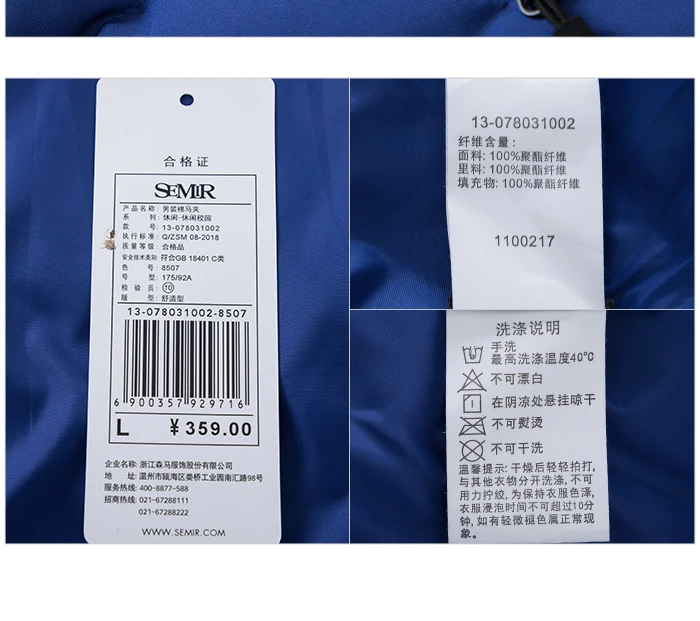 合格证
SEMIR
产品名称: 男装棉马夹
系　列: 休闲-休闲校园
款　号: 13-078031002
执行标准: Q/ZSM 08-2018
质量等级: 合格品
安全技术类别: 符合GB 18401 C类
色　号: 8507
号　型: 175/92A
检 验 员: ⑩
版　型: 舒适型
13-078031002-8507
6 900357 929716
L ￥359.00
企业名称: 浙江森马服饰股份有限公司
地　址: 温州市瓯海区娄桥工业园南汇路98号
服务热线: 400-8877-588
招商热线: 021-67288111
021-67288222
WWW.SEMIR.COM
13-078031002
纤维含量:
面料: 100%聚酯纤维
里料: 100%聚酯纤维
填充物: 100%聚酯纤维
1100217
洗涤说明
手洗
最高洗涤温度40℃
不可漂白
在阴凉处悬挂晾干
不可熨烫
不可干洗
温馨提示: 干燥后轻轻拍打,
与其他衣物分开洗涤, 不可
用力拧绞, 为保持衣服色泽,
衣服浸泡时间不可超过10分
钟, 如有轻微褪色属正常现
象。